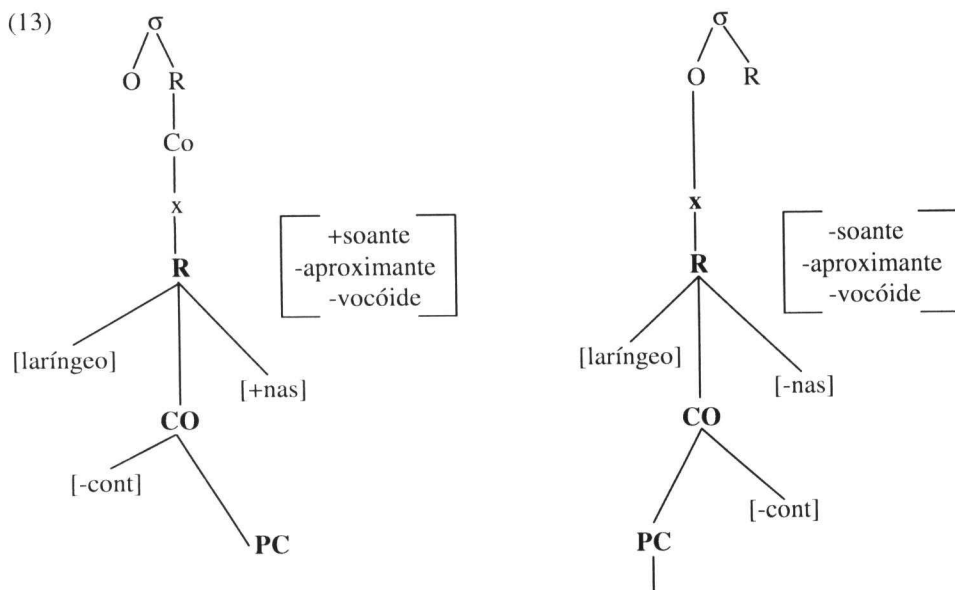 (13)
σ σ
O R O R
Co
x x
+soante -soante
R -aproximante R -aproximante
-vocóide -vocóide
[laríngeo] [laríngeo]
[+nas] [-nas]
CO CO
[-cont] [-cont]
PC PC